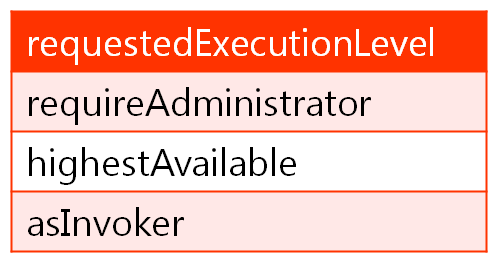 requestedExecutionLevel
requireAdministrator
highestAvailable
asInvoker